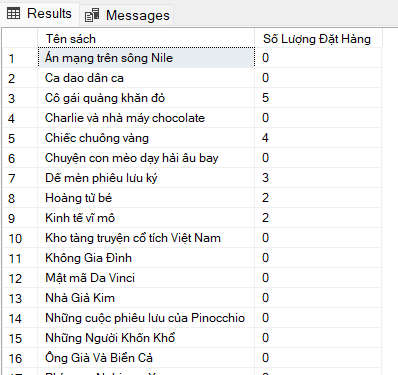 Results Messages
Tên sách Số Lượng Đặt Hàng
1 Án mạng trên sông Nile 0
2 Ca dao dân ca 0
3 Cô gái quàng khăn đỏ 5
4 Charlie và nhà máy chocolate 0
5 Chiếc chuông vàng 4
6 Chuyện con mèo dạy hải âu bay 0
7 Dế mèn phiêu lưu ký 3
8 Hoàng tử bé 2
9 Kinh tế vĩ mô 2
10 Kho tàng truyện cổ tích Việt Nam 0
11 Không Gia Đình 0
12 Mật mã Da Vinci 0
13 Nhà Giả Kim 0
14 Những cuộc phiêu lưu của Pinocchio 0
15 Những Người Khốn Khổ 0
16 Ông Già Và Biển Cả 0